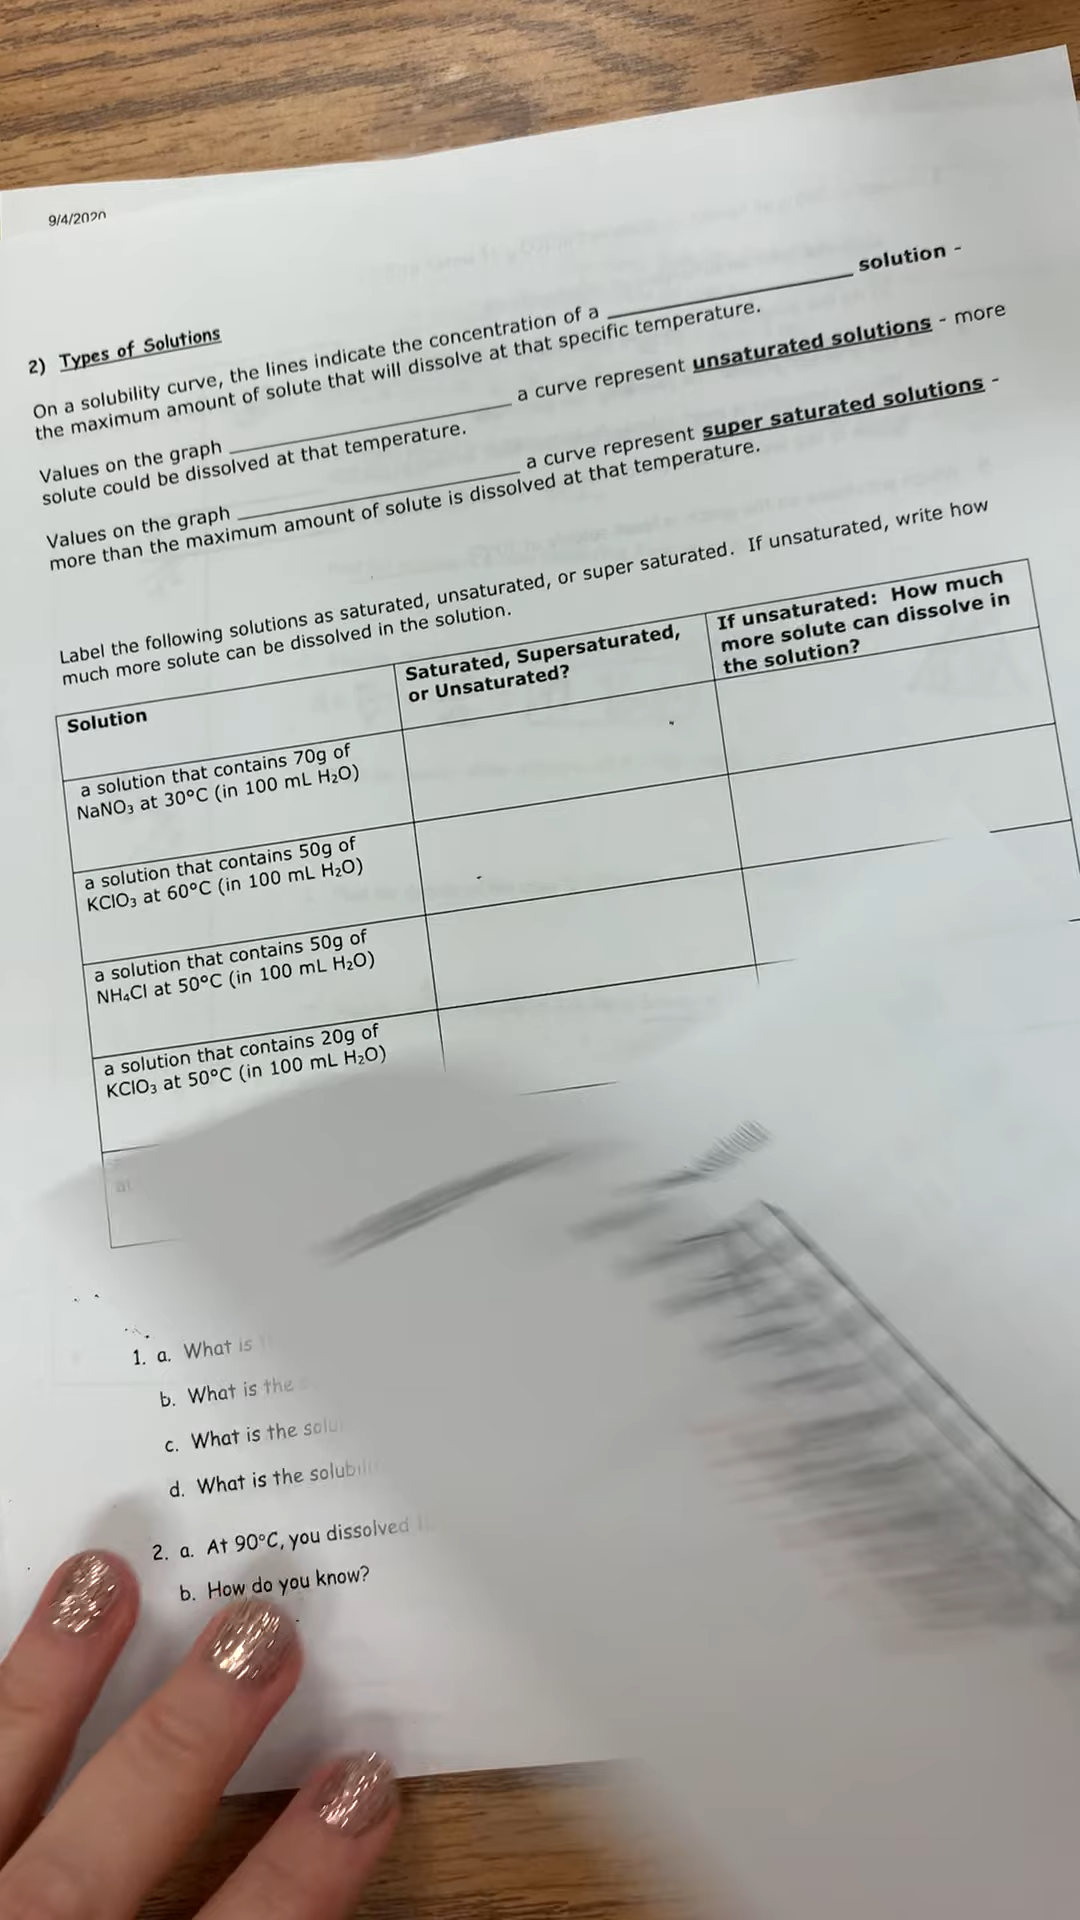 9/4/2020
2) Types of Solutions
On a solubility curve, the lines indicate the concentration of a ____________________ solution -
the maximum amount of solute that will dissolve at that specific temperature.
Values on the graph ____________________ a curve represent unsaturated solutions - more
solute could be dissolved at that temperature.
Values on the graph ____________________ a curve represent super saturated solutions -
more than the maximum amount of solute is dissolved at that temperature.
Label the following solutions as saturated, unsaturated, or super saturated. If unsaturated, write how
much more solute can be dissolved in the solution.
Solution
Saturated, Supersaturated,
or Unsaturated?
If unsaturated: How much
more solute can dissolve in
the solution?
a solution that contains 70g of
NaNO₃ at 30°C (in 100 mL H₂O)
a solution that contains 50g of
KClO₃ at 60°C (in 100 mL H₂O)
a solution that contains 50g of
NH₄Cl at 50°C (in 100 mL H₂O)
a solution that contains 20g of
KClO₃ at 50°C (in 100 mL H₂O)
1. a. What is
b. What is the
c. What is the
d. What is the
2. a. At 90°C, you dissolved
b. How do you know?